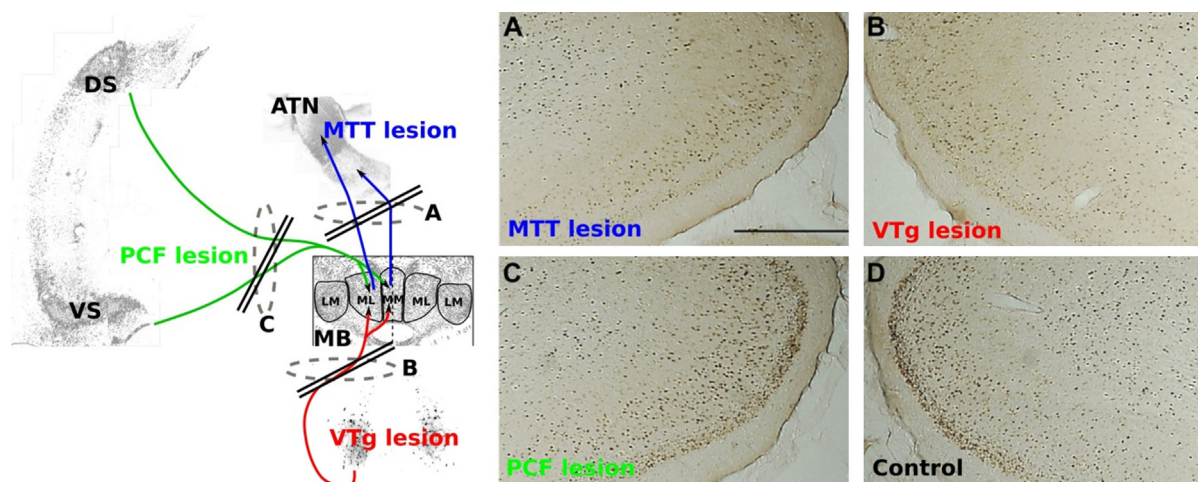 DS
ATN
MTT lesion
A
PCF lesion
VS
C
LM
ML
MM
ML
LM
MB
B
VTg lesion
A
MTT lesion
B
VTg lesion
C
PCF lesion
D
Control